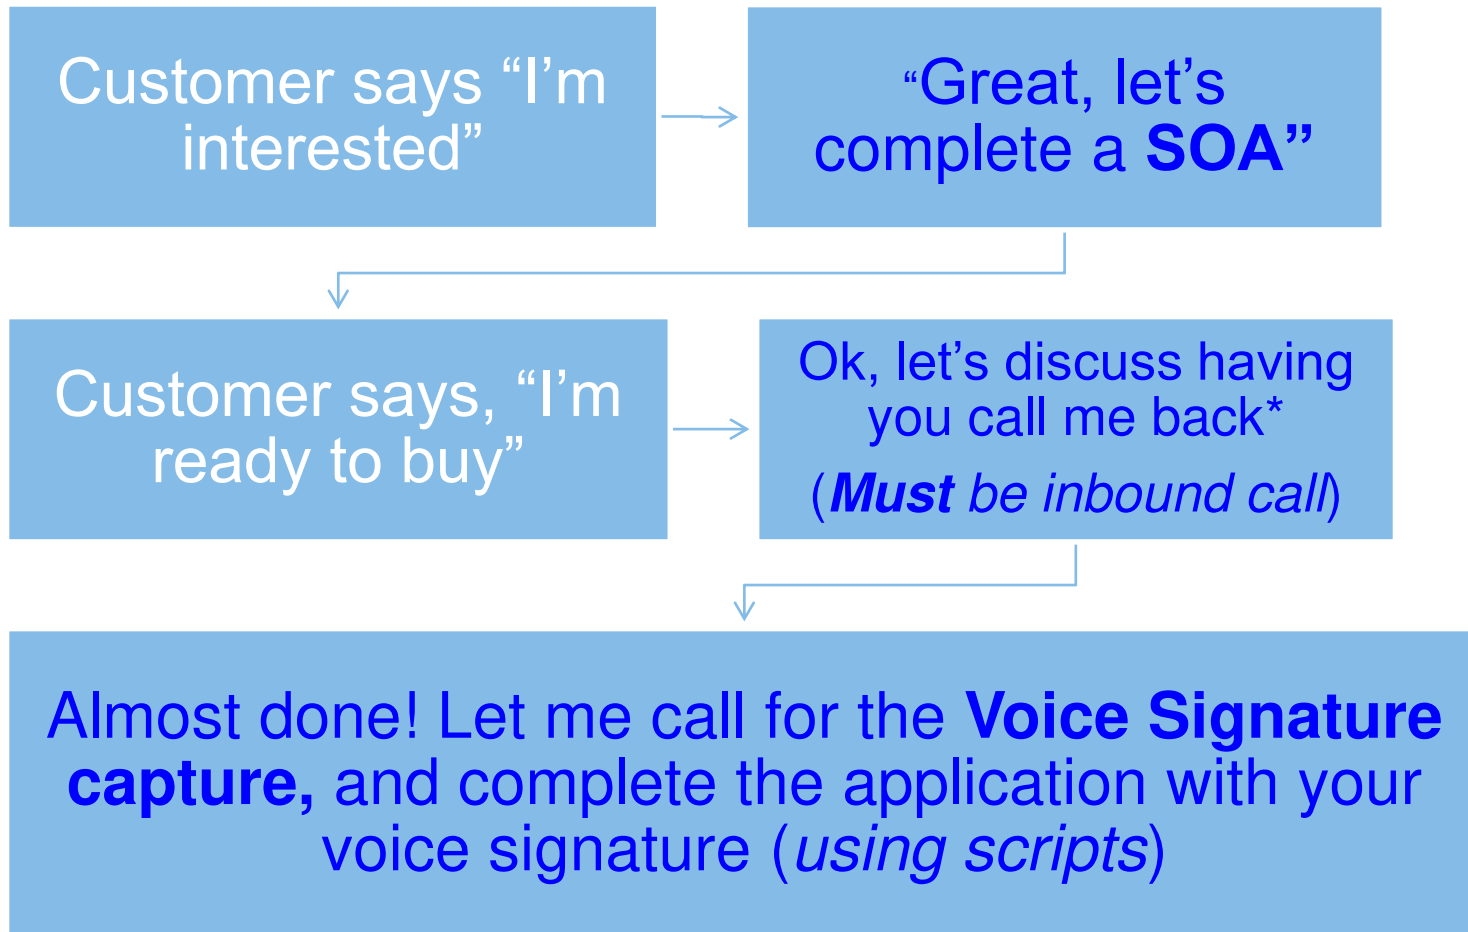 Customer says “I’m
interested”
“Great, let’s
complete a SOA”
Customer says, “I’m
ready to buy”
Ok, let’s discuss having
you call me back*
(Must be inbound call)
Almost done! Let me call for the Voice Signature
capture, and complete the application with your
voice signature (using scripts)